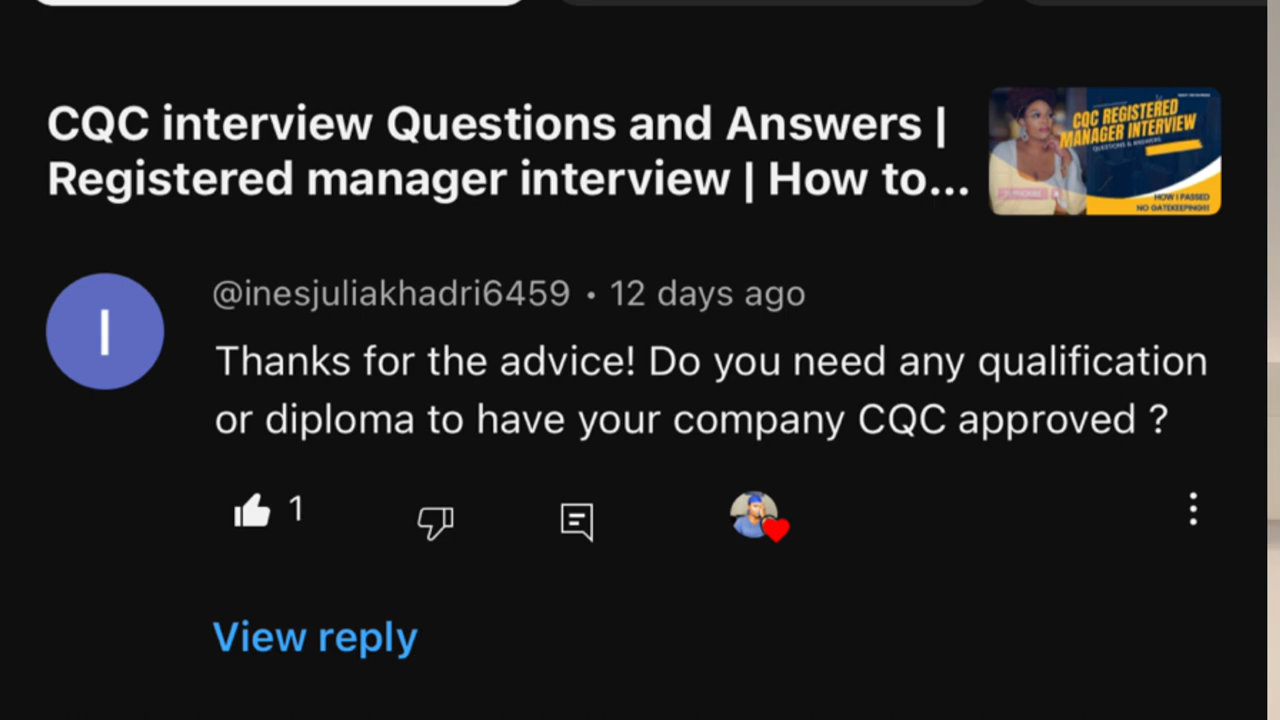 CQC interview Questions and Answers |
Registered manager interview | How to...
CQC REGISTERED
MANAGER INTERVIEW
QUESTIONS & ANSWERS
HOW I PASSED
NO GATEKEEPING!!!
I
@inesjuliakhadri6459 • 12 days ago
Thanks for the advice! Do you need any qualification
or diploma to have your company CQC approved ?
1
View reply